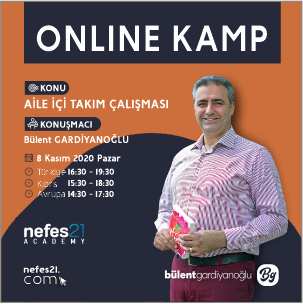 ONLINE KAMP
KONU
AİLE İÇİ TAKIM ÇALIŞMASI
KONUŞMACI
Bülent GARDİYANOĞLU
8 Kasım 2020 Pazar
Türkiye 16:30 - 19:30
Kıbrıs 15:30 - 18:30
Avrupa 14:30 - 17:30
nefes21
ACADEMY
nefes21.
com
bülentgardiyanoğlu
By